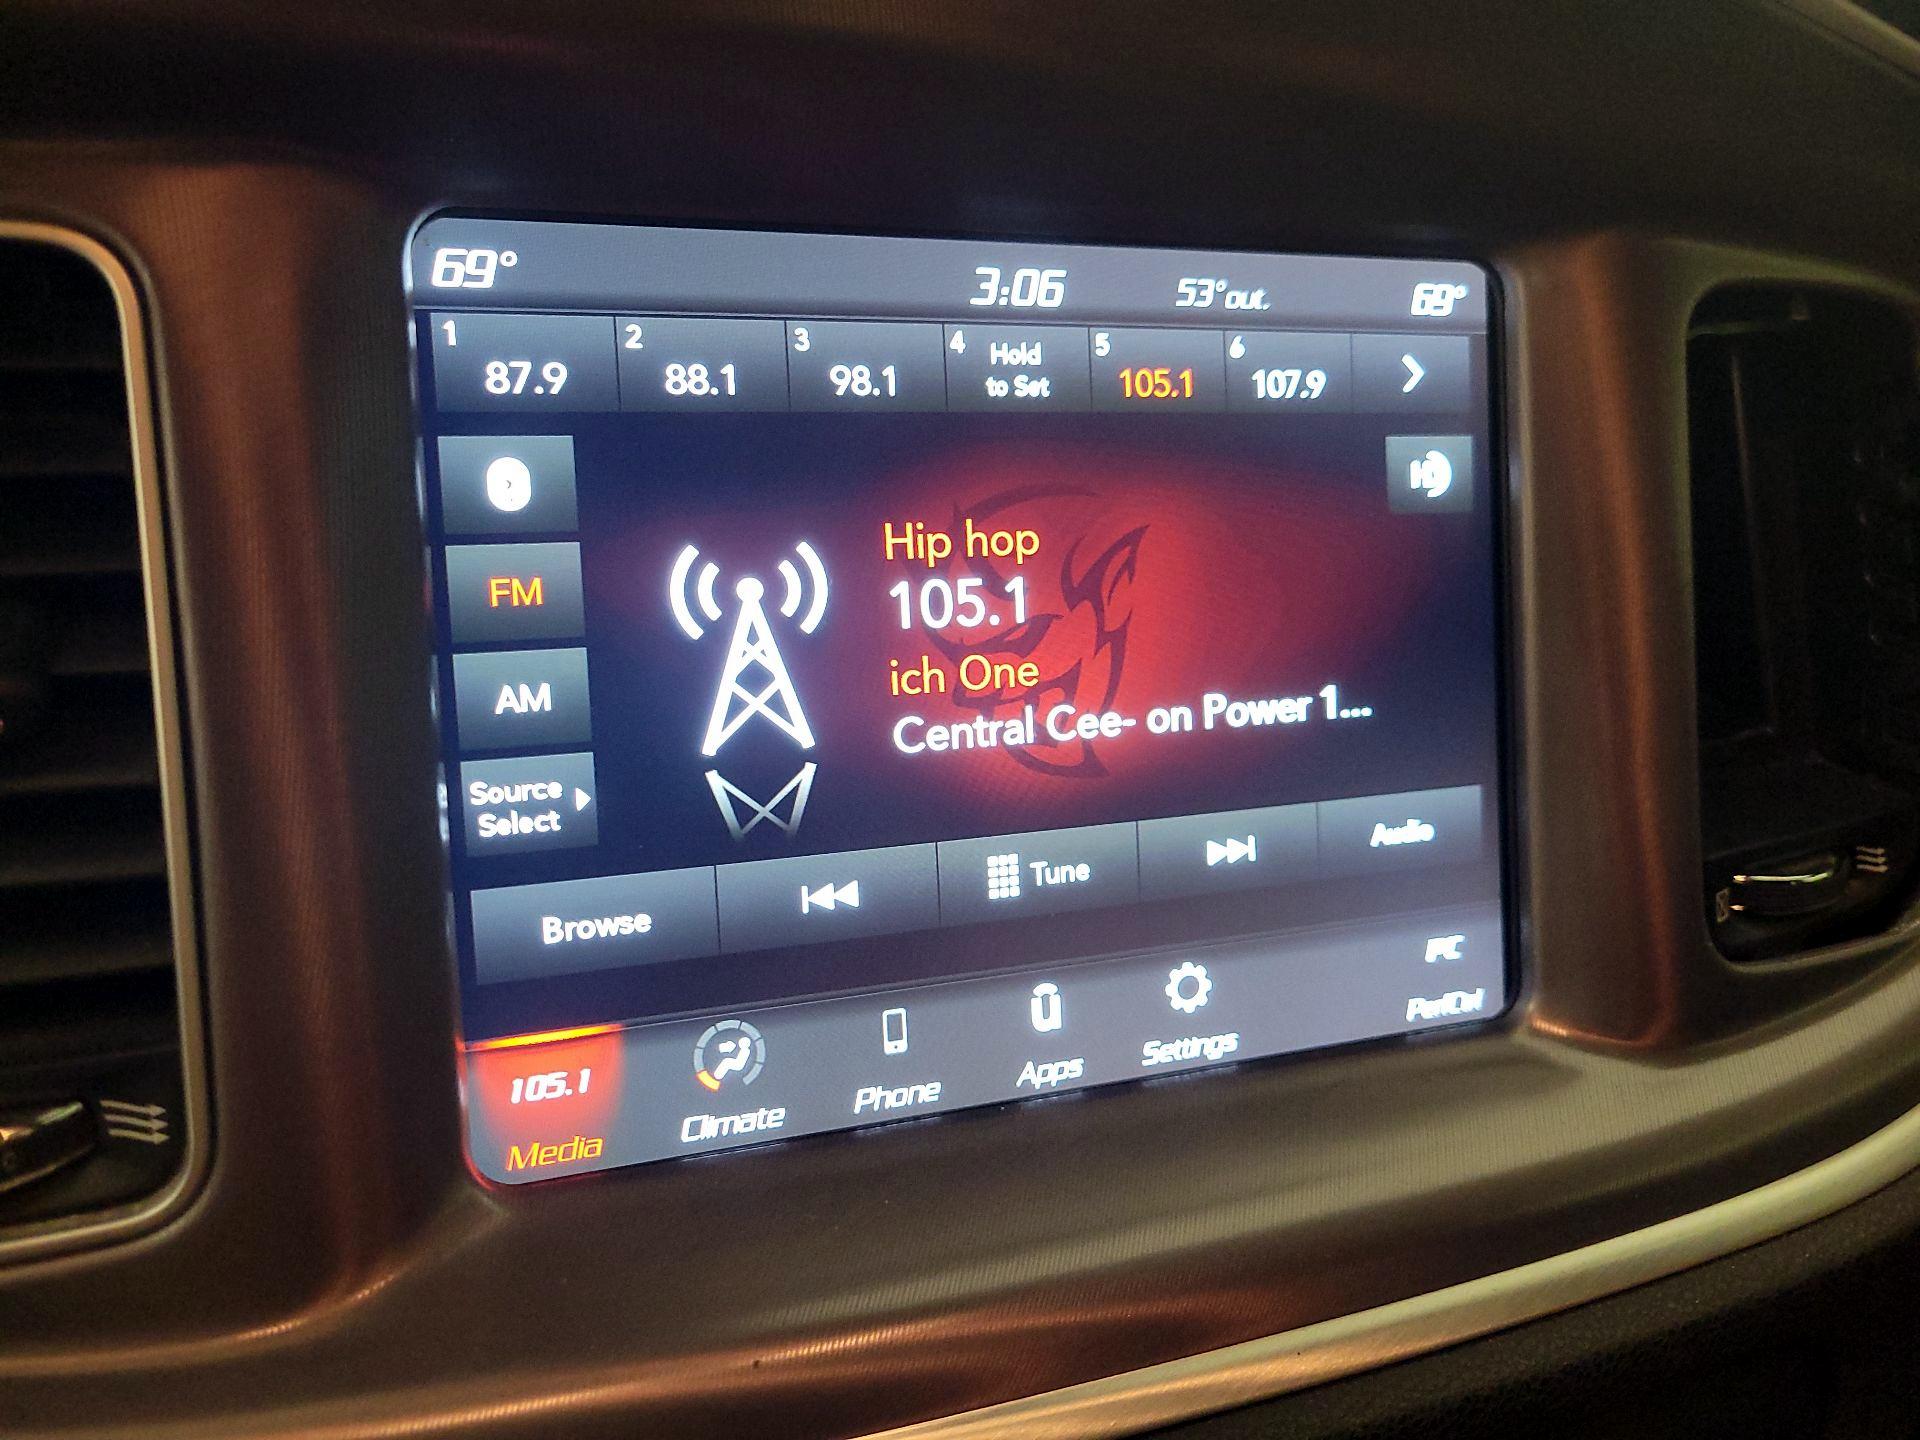 69° 3:06 53° out. 69°
1 2 3 4 Hold 5 6
87.9 88.1 98.1 to Set 105.1 107.9
HD
Hip hop
FM 105.1
AM ich One
Central Cee- on Power 1...
Source
Select
Browse Tune Audio
105.1
Media Climate Phone Apps Settings